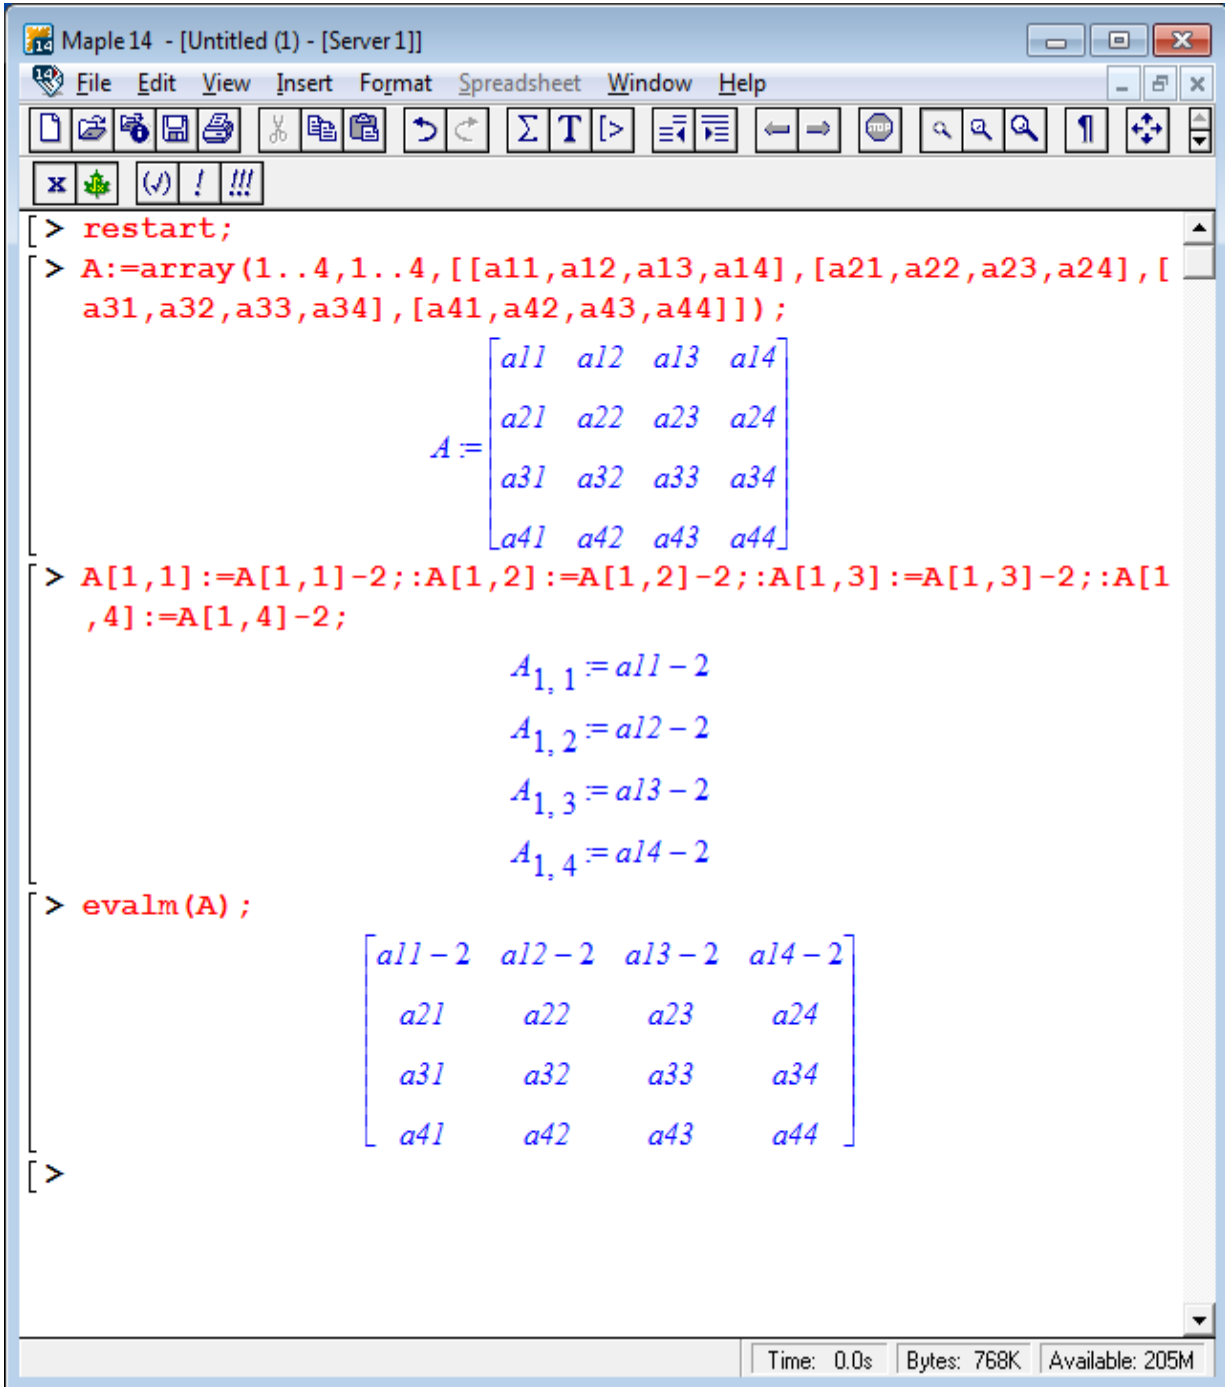 Maple 14 - [Untitled (1) - [Server 1]]
File Edit View Insert Format Spreadsheet Window Help
Σ T [>
STOP
¶
x (√) ! !!!
[> restart;
[> A:=array(1..4,1..4,[[a11,a12,a13,a14],[a21,a22,a23,a24],[
a31,a32,a33,a34],[a41,a42,a43,a44]]);
a11 a12 a13 a14
a21 a22 a23 a24
A :=
a31 a32 a33 a34
a41 a42 a43 a44
[> A[1,1]:=A[1,1]-2;:A[1,2]:=A[1,2]-2;:A[1,3]:=A[1,3]-2;:A[1
,4]:=A[1,4]-2;
A1, 1 := a11 − 2
A1, 2 := a12 − 2
A1, 3 := a13 − 2
A1, 4 := a14 − 2
[> evalm(A);
a11 − 2 a12 − 2 a13 − 2 a14 − 2
a21 a22 a23 a24
a31 a32 a33 a34
a41 a42 a43 a44
[>
Time: 0.0s Bytes: 768K Available: 205M